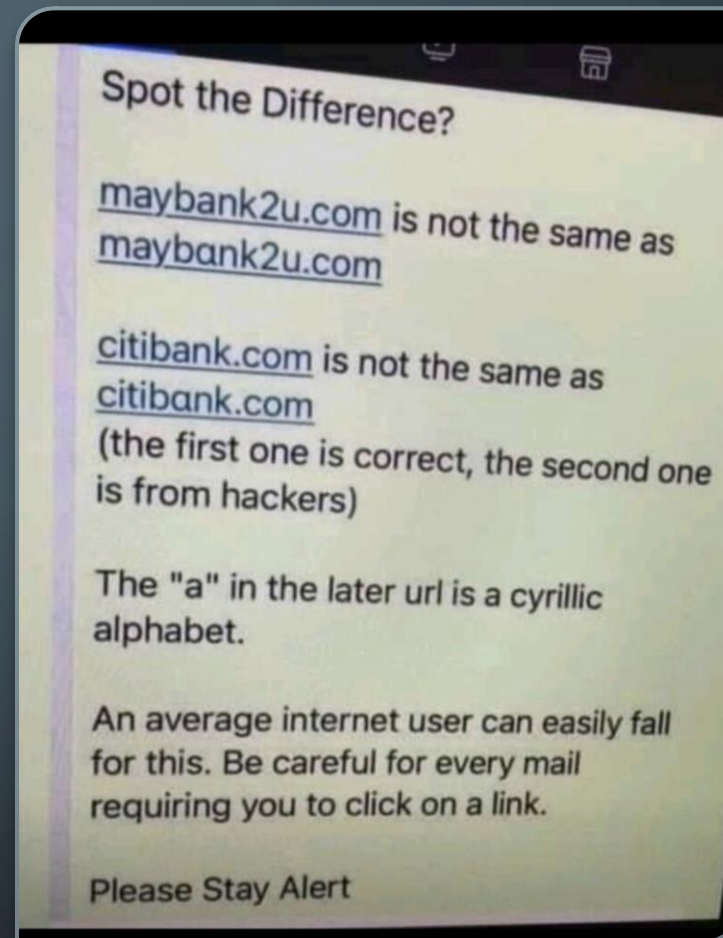 Spot the Difference?
maybank2u.com is not the same as
maybɑnk2u.com
citibank.com is not the same as
citibɑnk.com
(the first one is correct, the second one
is from hackers)
The "a" in the later url is a cyrillic
alphabet.
An average internet user can easily fall
for this. Be careful for every mail
requiring you to click on a link.
Please Stay Alert